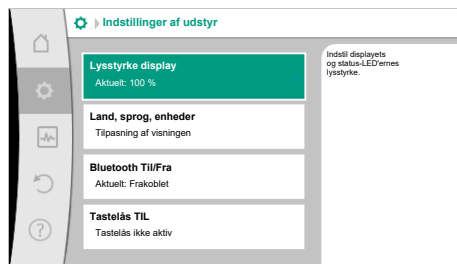 Indstillinger af udstyr
Lysstyrke display
Aktuelt: 100 %
Land, sprog, enheder
Tilpasning af visningen
Bluetooth Til/Fra
Aktuelt: Frakoblet
Tastelås TIL
Tastelås ikke aktiv
Indstil displayets
og status-LED'ernes
lysstyrke.